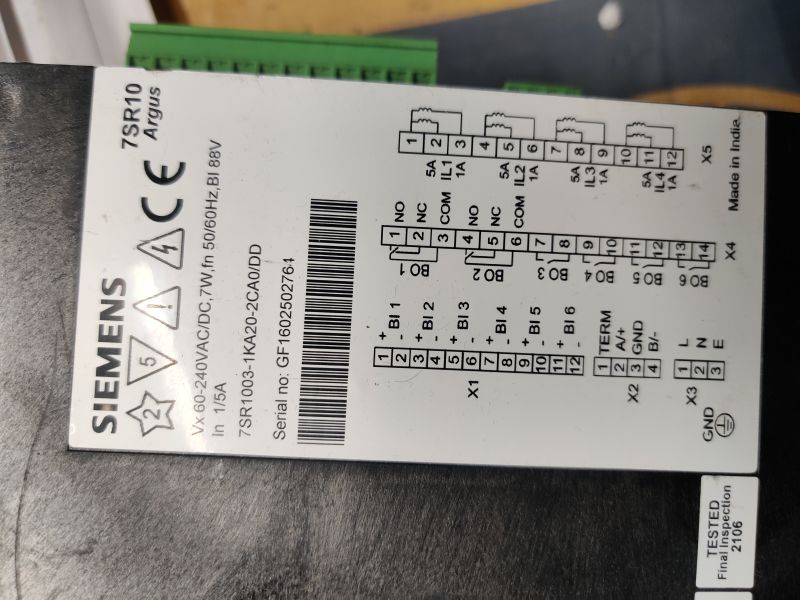 SIEMENS
7SR10
Argus
2
5
!
CE
Vx 60-240VAC/DC,7W,fn 50/60Hz,BI 88V
In 1/5A
7SR1003-1KA20-2CA0/DD
Serial no: GF1602502764
X1
1 + BI 1
2 -
3 + BI 2
4 -
5 + BI 3
6 -
7 + BI 4
8 -
9 + BI 5
10 -
11 + BI 6
12 -
X2
1 TERM
2 A/+
3 GND
4 B/-
X3
1 L
2 N
3 E
GND
X4
BO 1
1 NO
2 NC
3 COM
BO 2
4 NO
5 NC
6 COM
BO 3
7
8
BO 4
9
10
BO 5
11
12
BO 6
13
14
X5
1
2 5A
IL1
3 1A
4
5 5A
IL2
6 1A
7
8 5A
IL3
9 1A
10
11 5A
IL4
12 1A
Made in India
TESTED
Final Inspection
2106